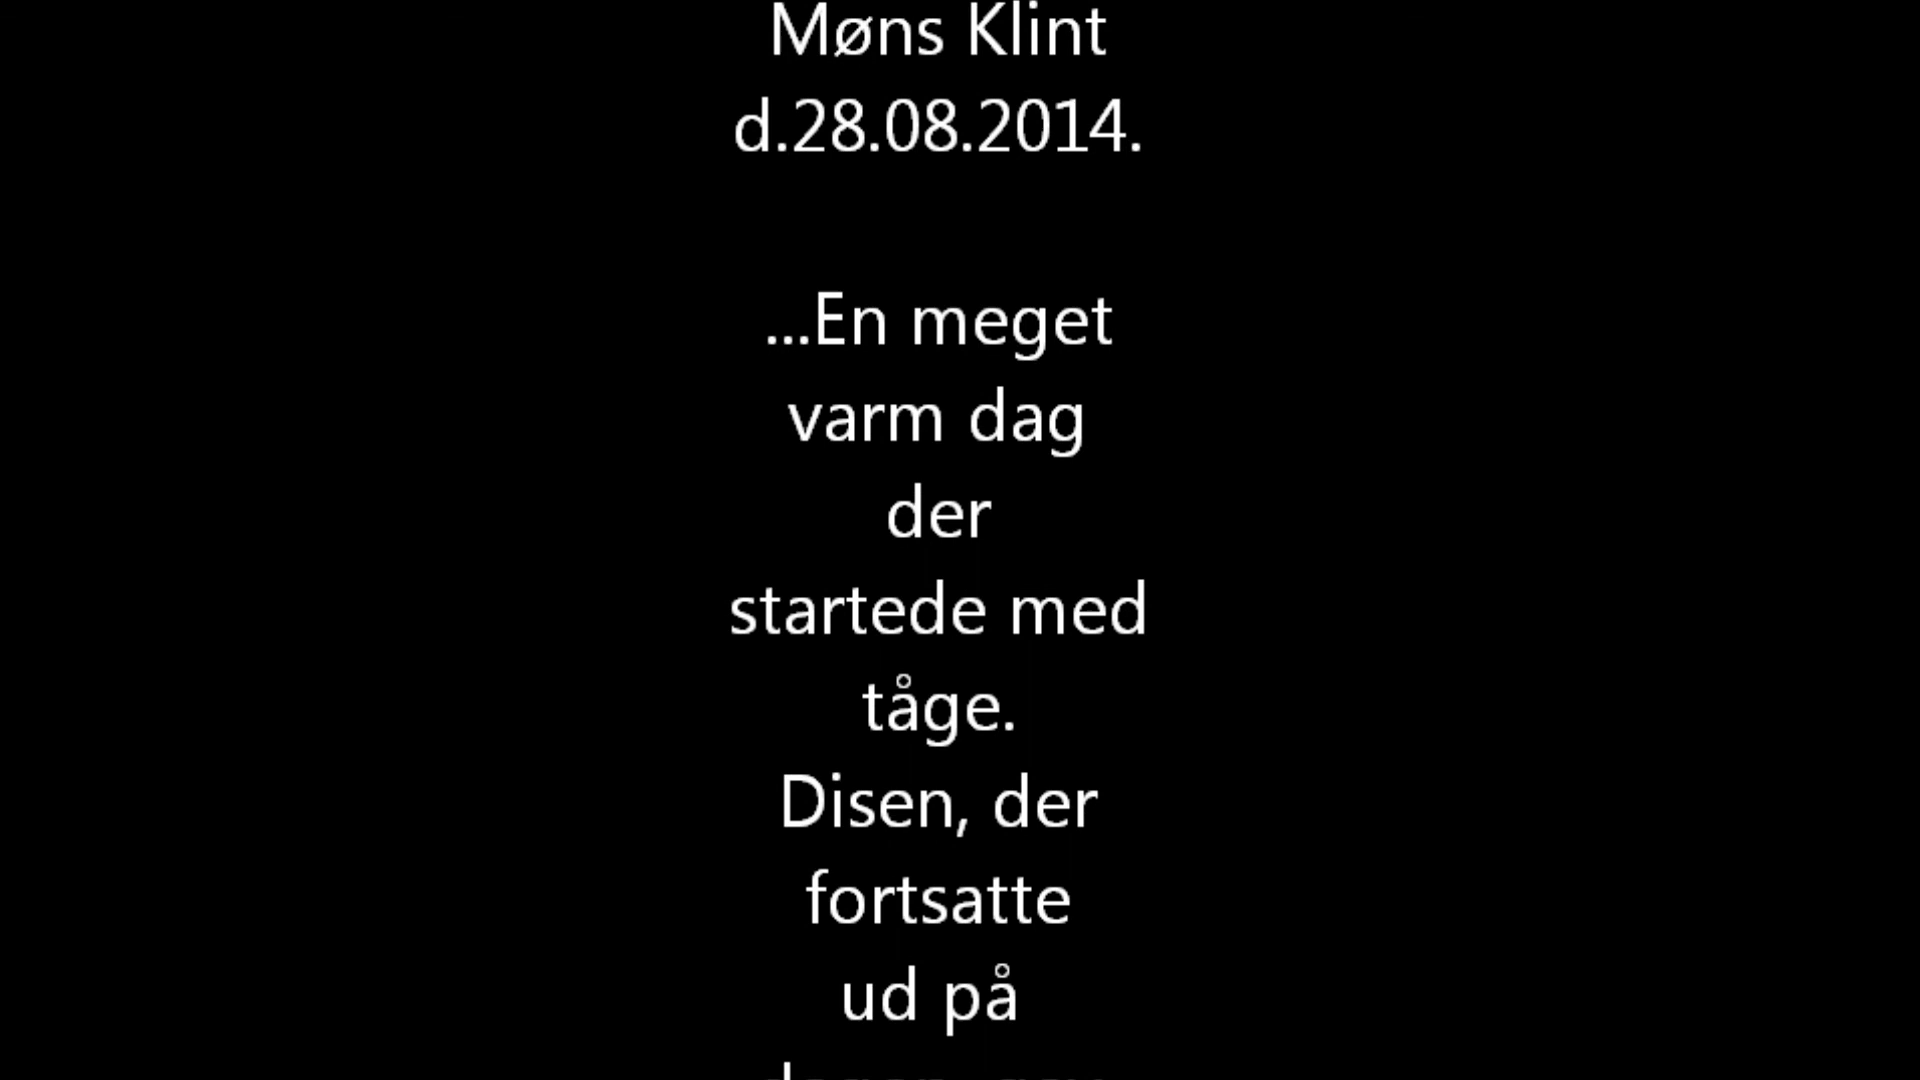 Møns Klint
d.28.08.2014.
...En meget
varm dag
der
startede med
tåge.
Disen, der
fortsatte
ud på